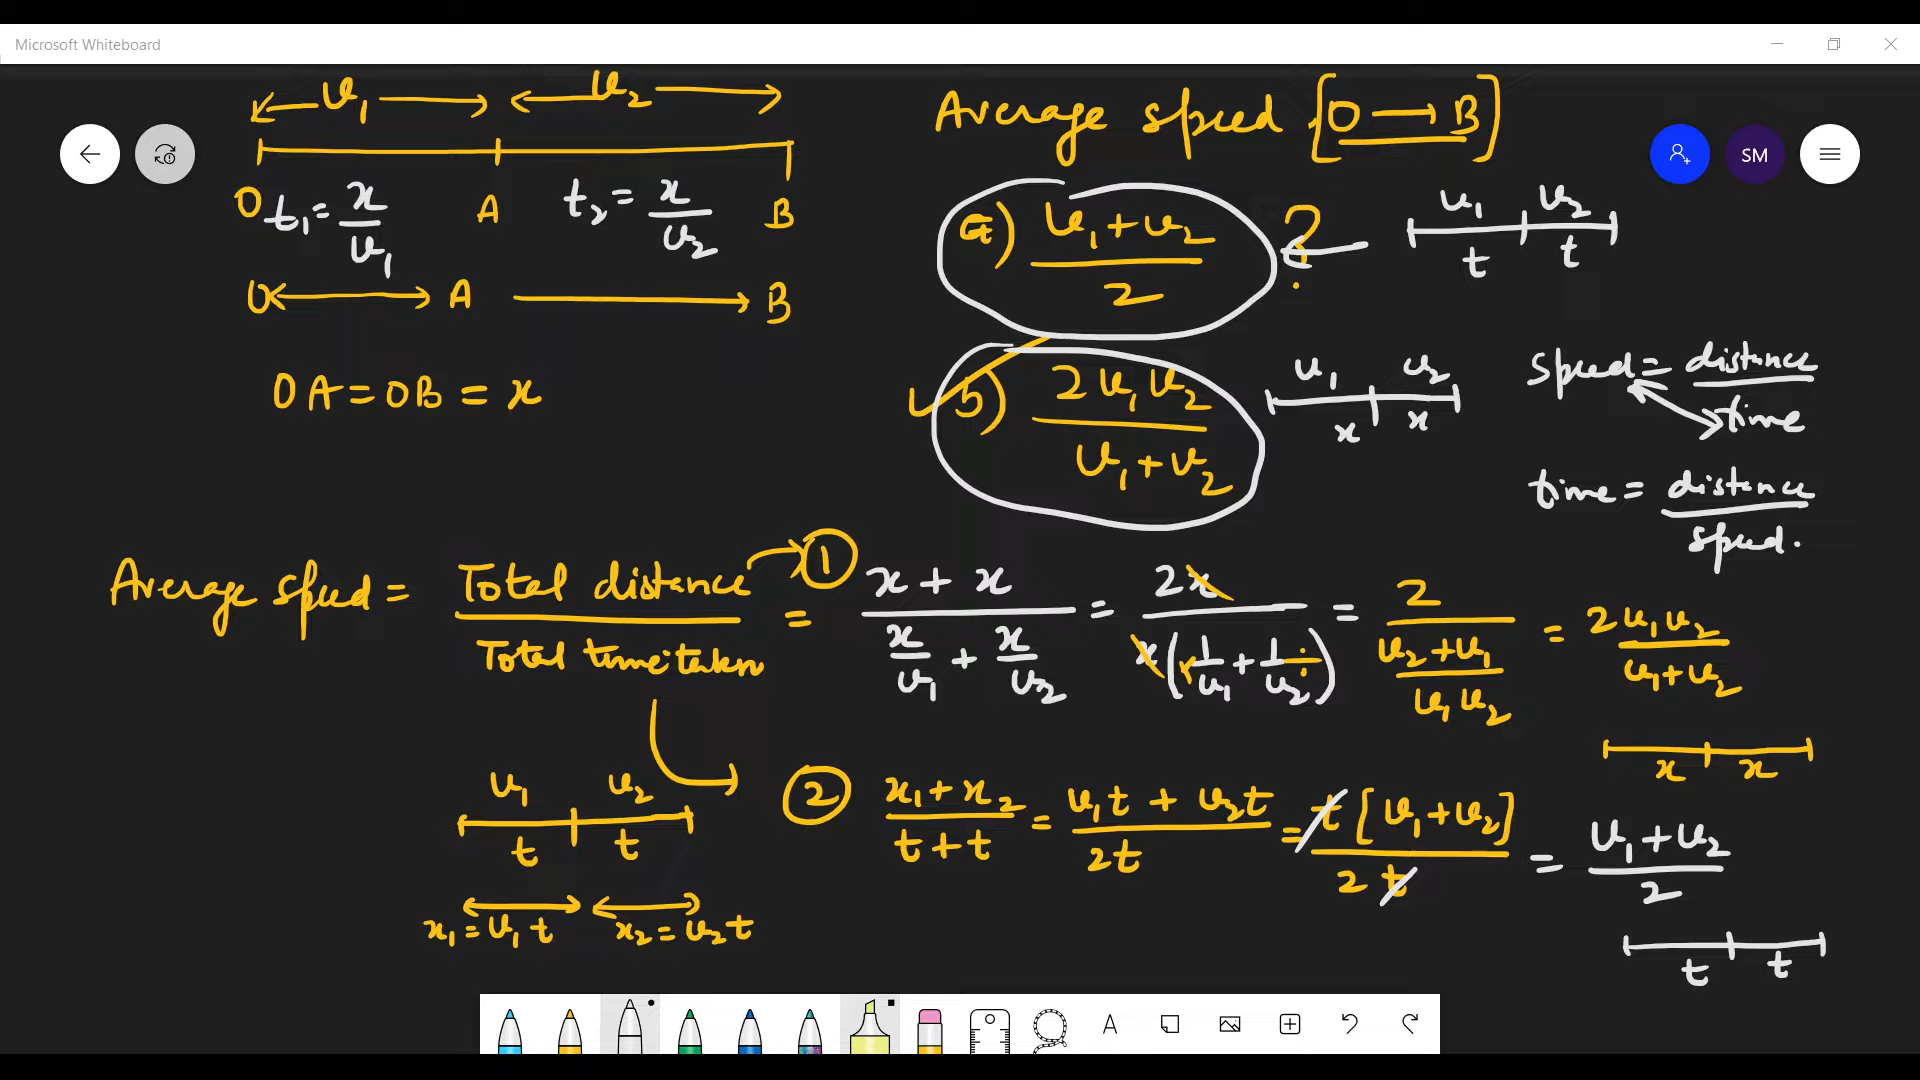 Microsoft Whiteboard
v₁ v₂
Average speed [O → B]
SM
O t₁ = x/v₁ A t₂ = x/v₂ B
a) (v₁ + v₂)/2 ?
v₁ v₂
t t
O ↔ A → B
OA = OB = x
b) 2v₁v₂/(v₁ + v₂)
v₁ v₂
x x
speed = distance/time
time = distance/speed.
Average speed = Total distance/Total time taken → ① = (x + x)/(x/v₁ + x/v₂) = 2x/(x(1/v₁ + 1/v₂)) = 2/((v₂ + v₁)/(v₁v₂)) = 2v₁v₂/(v₁ + v₂)
x x
v₁ v₂
t t
② (x₁ + x₂)/(t + t) = (v₁t + v₂t)/2t = t[v₁ + v₂]/2t = (v₁ + v₂)/2
x₁ = v₁t x₂ = v₂t
t t
A